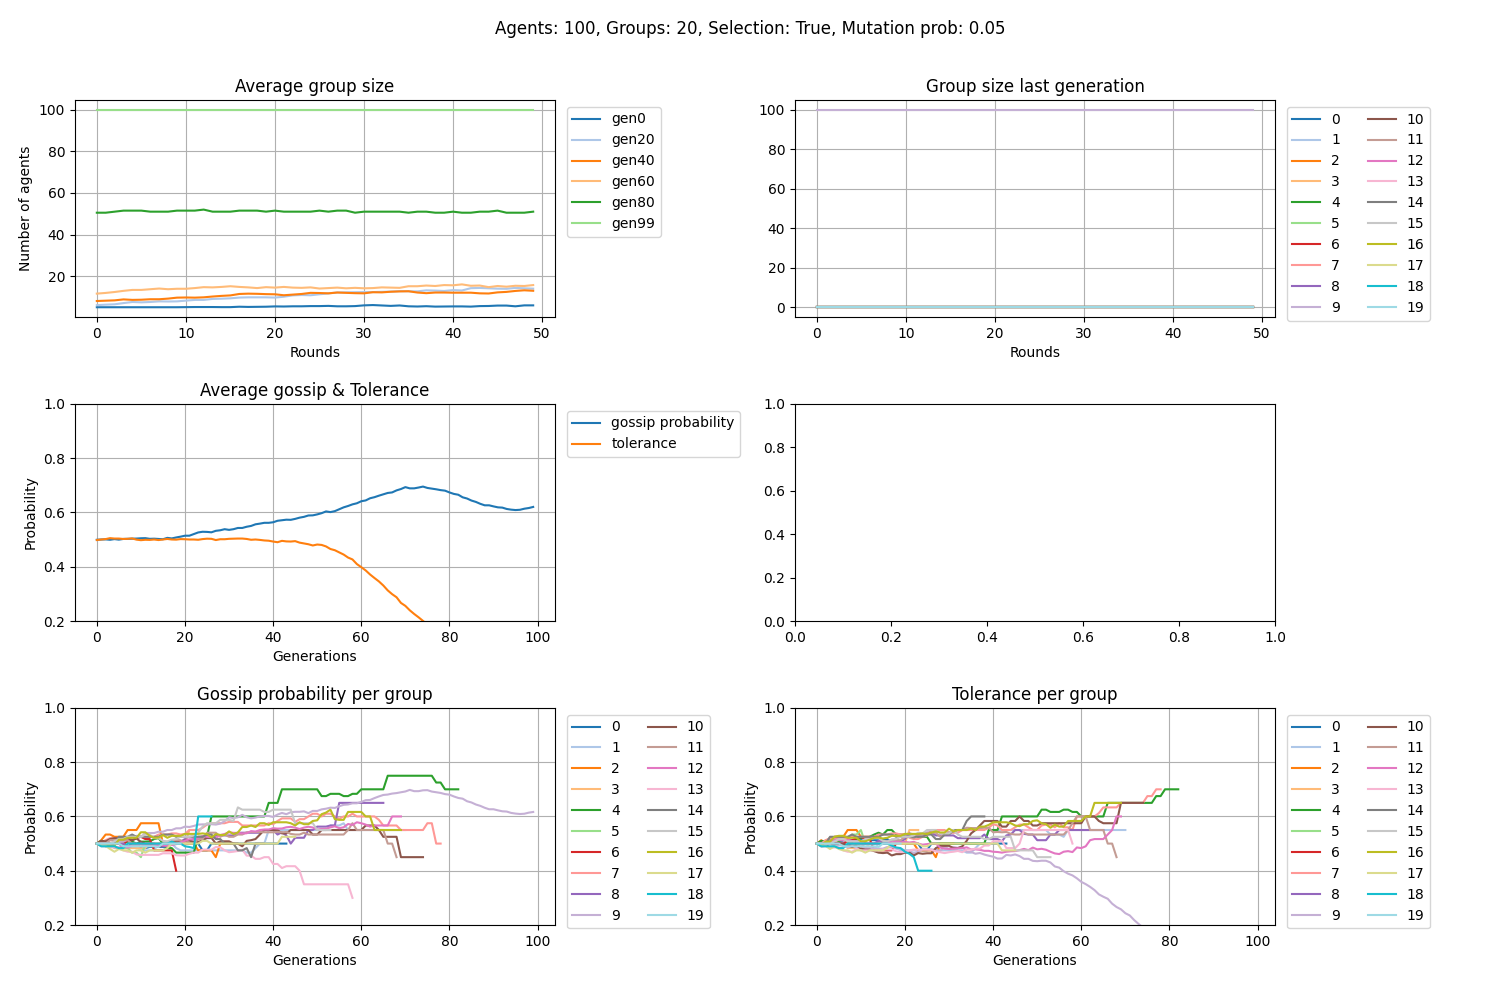 Agents: 100, Groups: 20, Selection: True, Mutation prob: 0.05
Average group size
Number of agents
100
80
60
40
20
0 10 20 30 40 50
Rounds
gen0
gen20
gen40
gen60
gen80
gen99
Group size last generation
100
80
60
40
20
0
0 10 20 30 40 50
Rounds
0 10
1 11
2 12
3 13
4 14
5 15
6 16
7 17
8 18
9 19
Average gossip & Tolerance
Probability
1.0
0.8
0.6
0.4
0.2
0 20 40 60 80 100
Generations
gossip probability
tolerance
1.0
0.8
0.6
0.4
0.2
0.0
0.0 0.2 0.4 0.6 0.8 1.0
Gossip probability per group
Probability
1.0
0.8
0.6
0.4
0.2
0 20 40 60 80 100
Generations
0 10
1 11
2 12
3 13
4 14
5 15
6 16
7 17
8 18
9 19
Tolerance per group
Probability
1.0
0.8
0.6
0.4
0.2
0 20 40 60 80 100
Generations
0 10
1 11
2 12
3 13
4 14
5 15
6 16
7 17
8 18
9 19